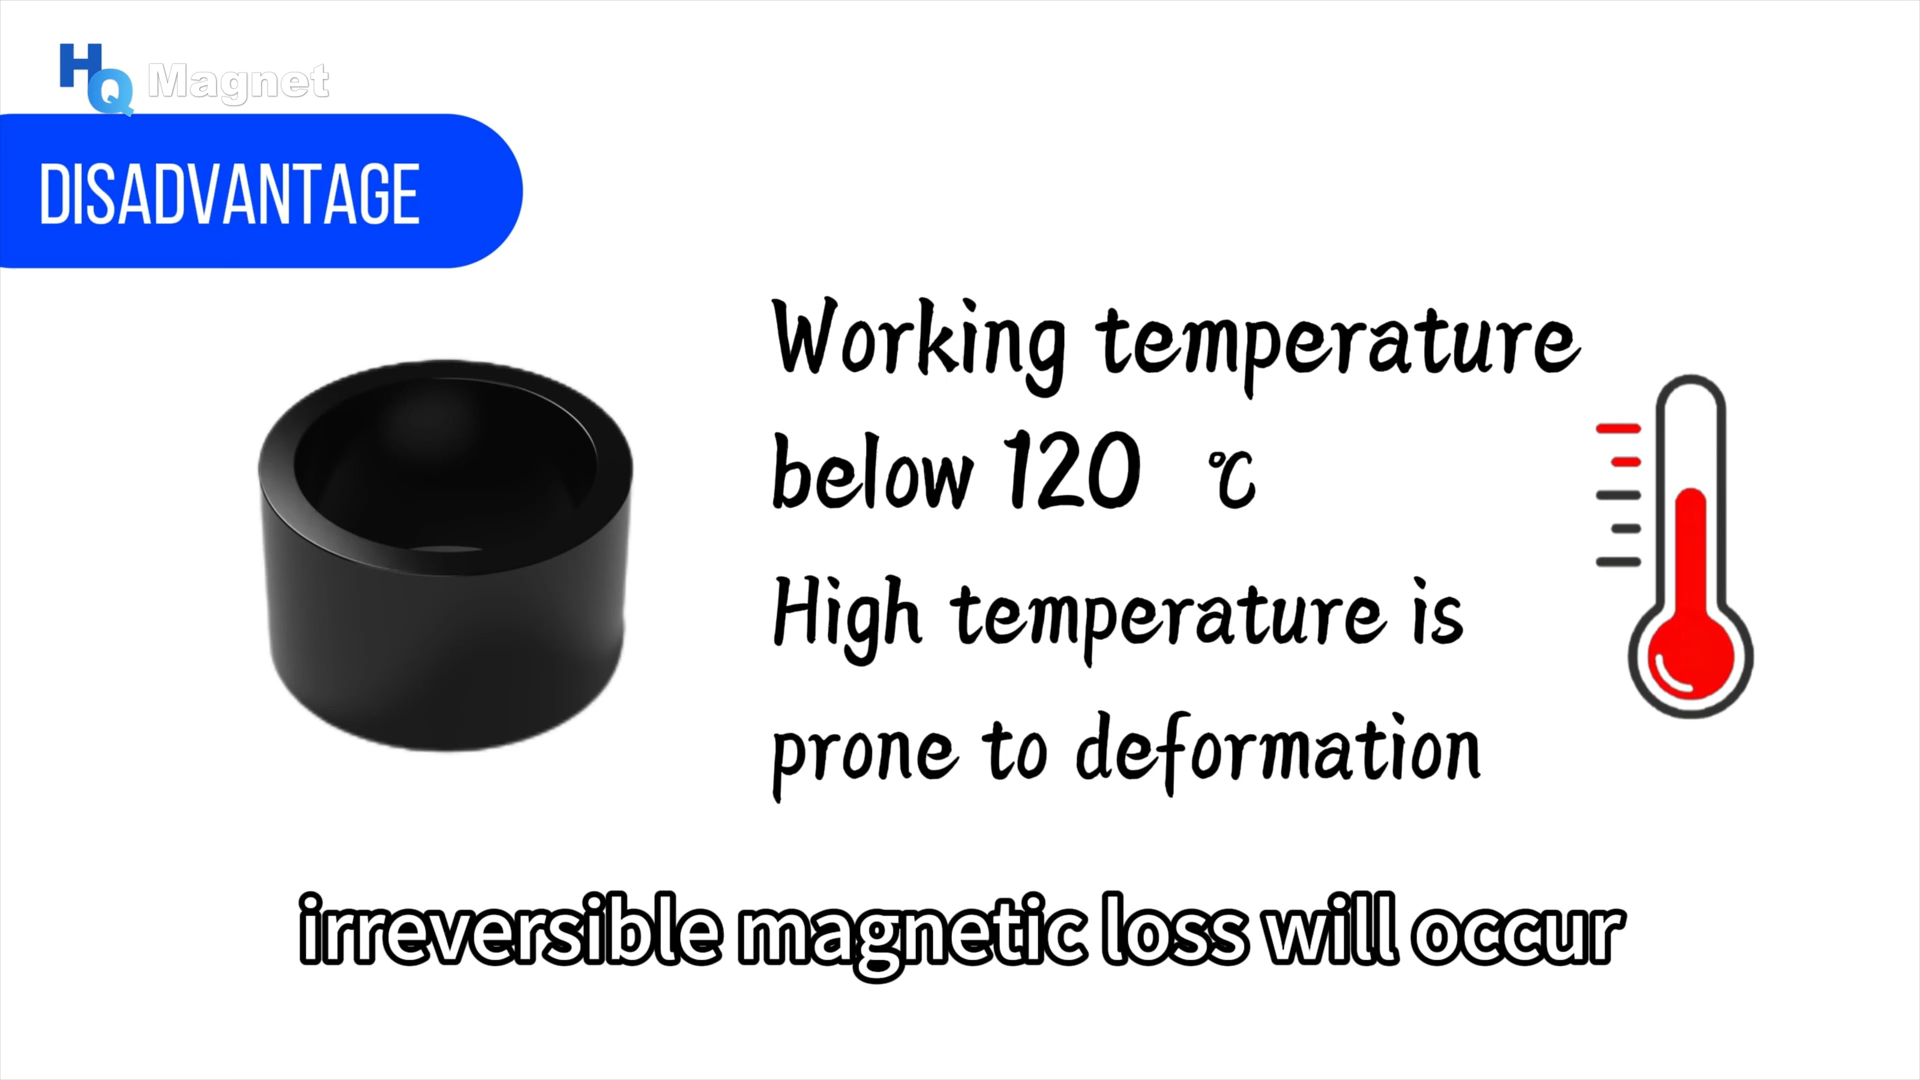 HQ Magnet
DISADVANTAGE
Working temperature
below 120 ℃
High temperature is
prone to deformation
irreversible magnetic loss will occur